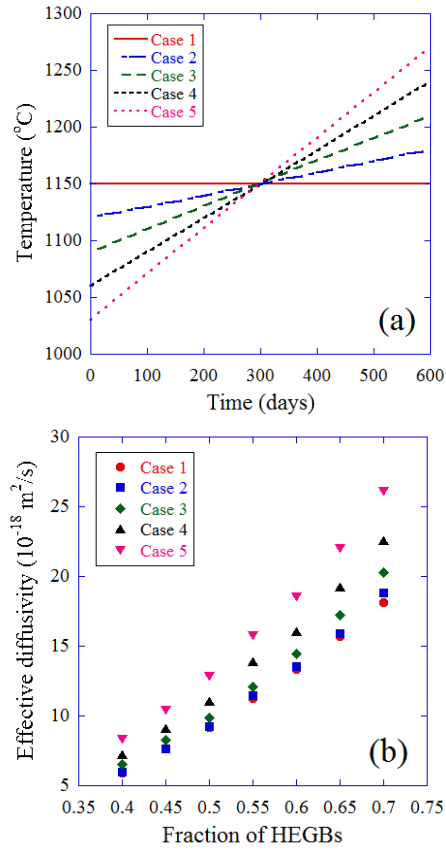 1300
1250
1200
1150
1100
1050
1000
Temperature (°C)
Case 1
Case 2
Case 3
Case 4
Case 5
(a)
0 100 200 300 400 500 600
Time (days)
30
25
20
15
10
5
Effective diffusivity (10⁻¹⁸ m²/s)
Case 1
Case 2
Case 3
Case 4
Case 5
(b)
0.35 0.4 0.45 0.5 0.55 0.6 0.65 0.7 0.75
Fraction of HEGBs